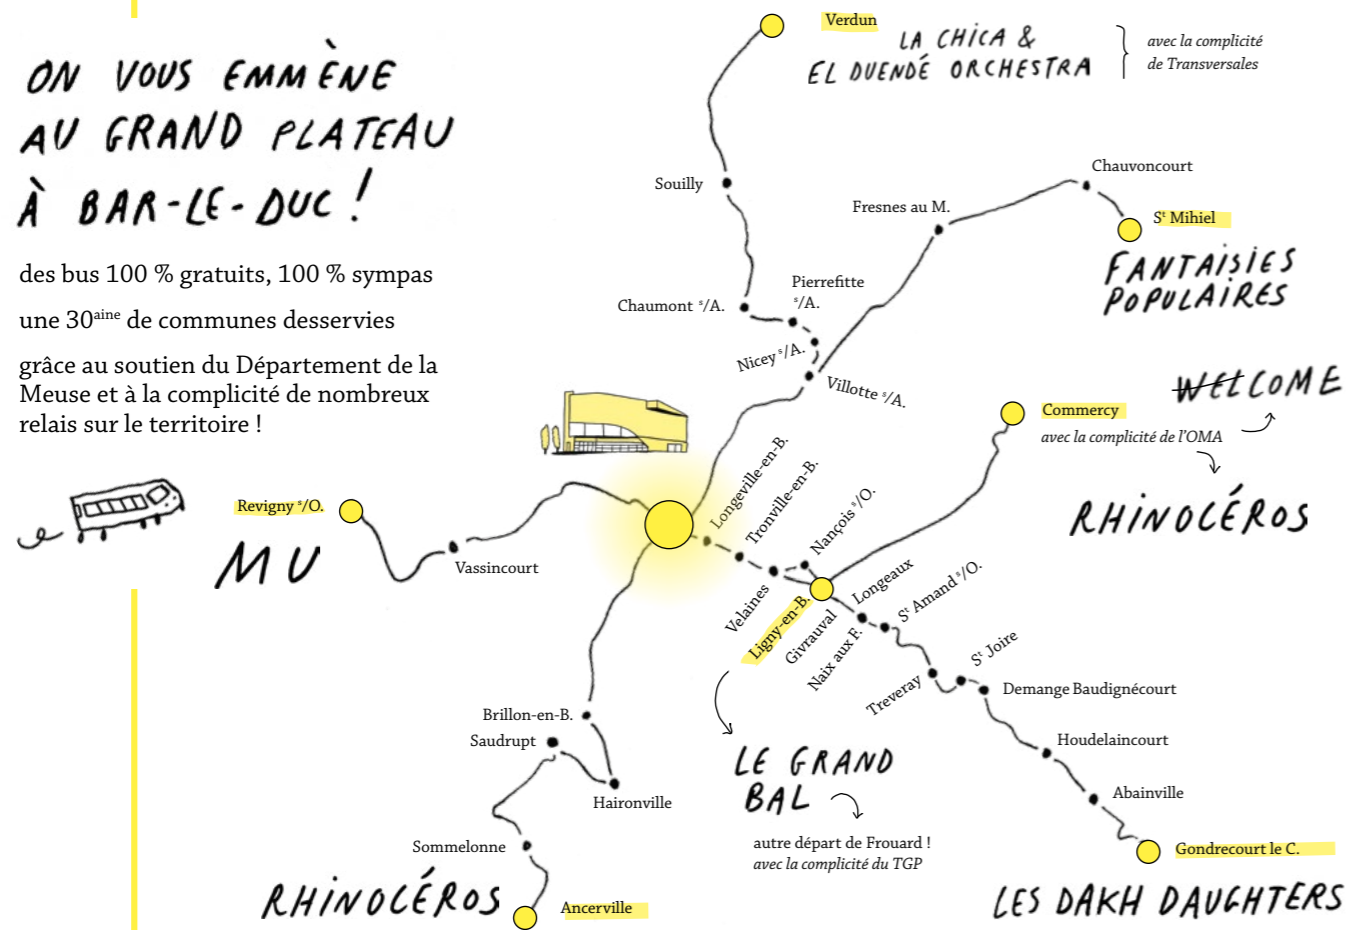 ON VOUS EMMÈNE
AU GRAND PLATEAU
À BAR-LE-DUC !
des bus 100 % gratuits, 100 % sympas
une 30aine de communes desservies
grâce au soutien du Département de la
Meuse et à la complicité de nombreux
relais sur le territoire !
Verdun
LA CHICA &
EL DUENDÉ ORCHESTRA
avec la complicité
de Transversales
Souilly
Chauvoncourt
Fresnes au M.
St Mihiel
FANTAISIES
POPULAIRES
Pierrefitte
s/A.
Chaumont s/A.
Nicey s/A.
Villotte s/A.
WELCOME
Commercy
avec la complicité de l'OMA
RHINOCÉROS
Revigny s/O.
MU
Vassincourt
Longeville-en-B.
Tronville-en-B.
Nançois s/O.
Velaines
Ligny-en-B.
Givrauval
Longeaux
Naix aux F.
St Amand s/O.
Treveray
St Joire
Demange Baudignécourt
Houdelaincourt
Abainville
Gondrecourt le C.
LES DAKH DAUGHTERS
LE GRAND
BAL
autre départ de Frouard !
avec la complicité du TGP
Brillon-en-B.
Saudrupt
Haironville
Sommelonne
RHINOCÉROS
Ancerville